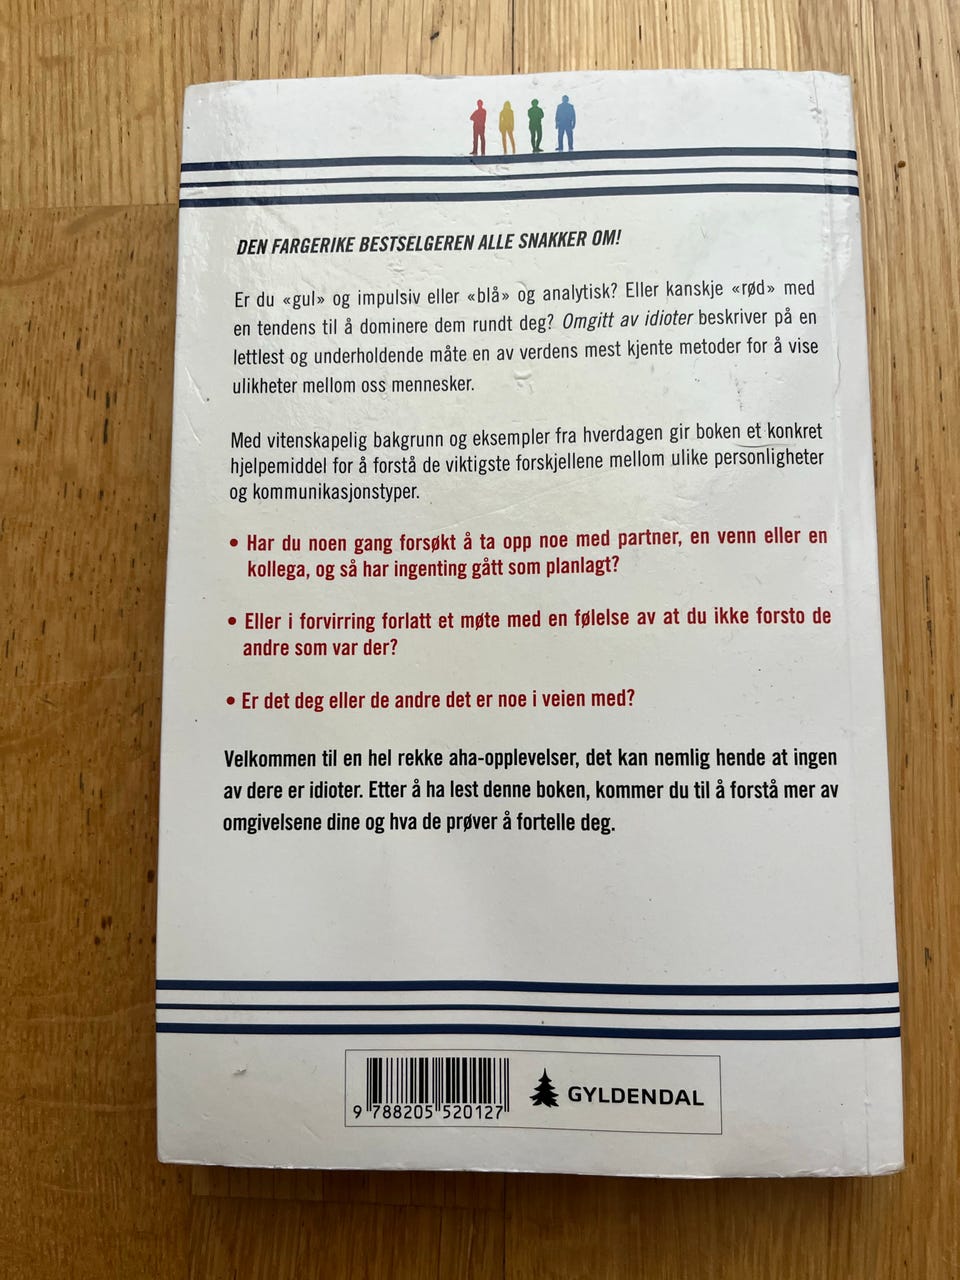 DEN FARGERIKE BESTSELGEREN ALLE SNAKKER OM!
Er du «gul» og impulsiv eller «blå» og analytisk? Eller kanskje «rød» med
en tendens til å dominere dem rundt deg? Omgitt av idioter beskriver på en
lettlest og underholdende måte en av verdens mest kjente metoder for å vise
ulikheter mellom oss mennesker.
Med vitenskapelig bakgrunn og eksempler fra hverdagen gir boken et konkret
hjelpemiddel for å forstå de viktigste forskjellene mellom ulike personligheter
og kommunikasjonstyper.
• Har du noen gang forsøkt å ta opp noe med partner, en venn eller en
kollega, og så har ingenting gått som planlagt?
• Eller i forvirring forlatt et møte med en følelse av at du ikke forsto de
andre som var der?
• Er det deg eller de andre det er noe i veien med?
Velkommen til en hel rekke aha-opplevelser, det kan nemlig hende at ingen
av dere er idioter. Etter å ha lest denne boken, kommer du til å forstå mer av
omgivelsene dine og hva de prøver å fortelle deg.
9 788205 520127
GYLDENDAL